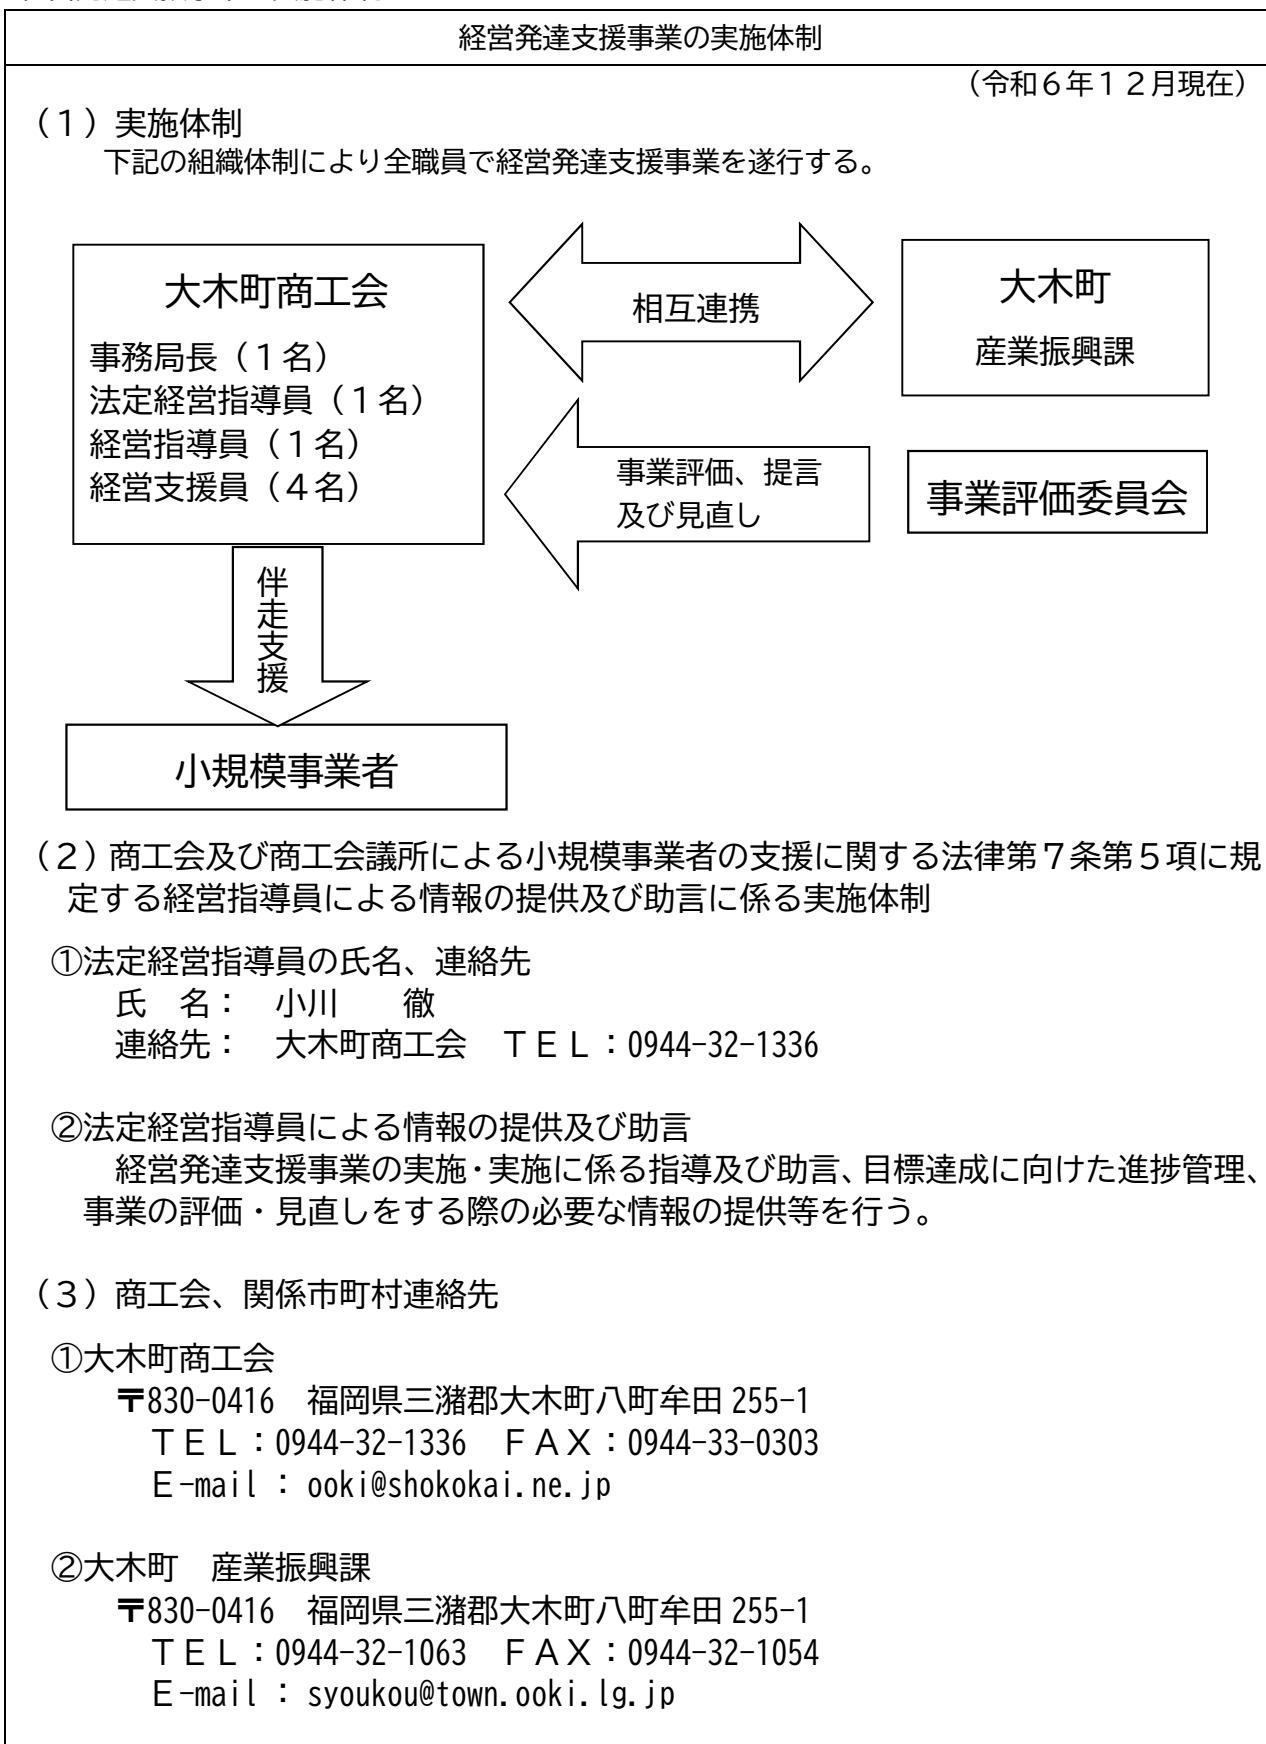 経営発達支援事業の実施体制
(令和６年１２月現在)
(１) 実施体制
下記の組織体制により全職員で経営発達支援事業を遂行する。
大木町商工会
事務局長(１名)
法定経営指導員(１名)
経営指導員(１名)
経営支援員(４名)
相互連携
大木町
産業振興課
事業評価、提言
及び見直し
事業評価委員会
伴走支援
小規模事業者
(２) 商工会及び商工会議所による小規模事業者の支援に関する法律第７条第５項に規
定する経営指導員による情報の提供及び助言に係る実施体制
①法定経営指導員の氏名、連絡先
氏　名：　小川　　徹
連絡先：　大木町商工会　ＴＥＬ：0944-32-1336
②法定経営指導員による情報の提供及び助言
経営発達支援事業の実施・実施に係る指導及び助言、目標達成に向けた進捗管理、
事業の評価・見直しをする際の必要な情報の提供等を行う。
(３) 商工会、関係市町村連絡先
①大木町商工会
〒830-0416　福岡県三潴郡大木町八町牟田 255-1
ＴＥＬ：0944-32-1336　ＦＡＸ：0944-33-0303
Ｅ-mail : ooki@shokokai.ne.jp
②大木町　産業振興課
〒830-0416　福岡県三潴郡大木町八町牟田 255-1
ＴＥＬ：0944-32-1063　ＦＡＸ：0944-32-1054
Ｅ-mail : syoukou@town.ooki.lg.jp